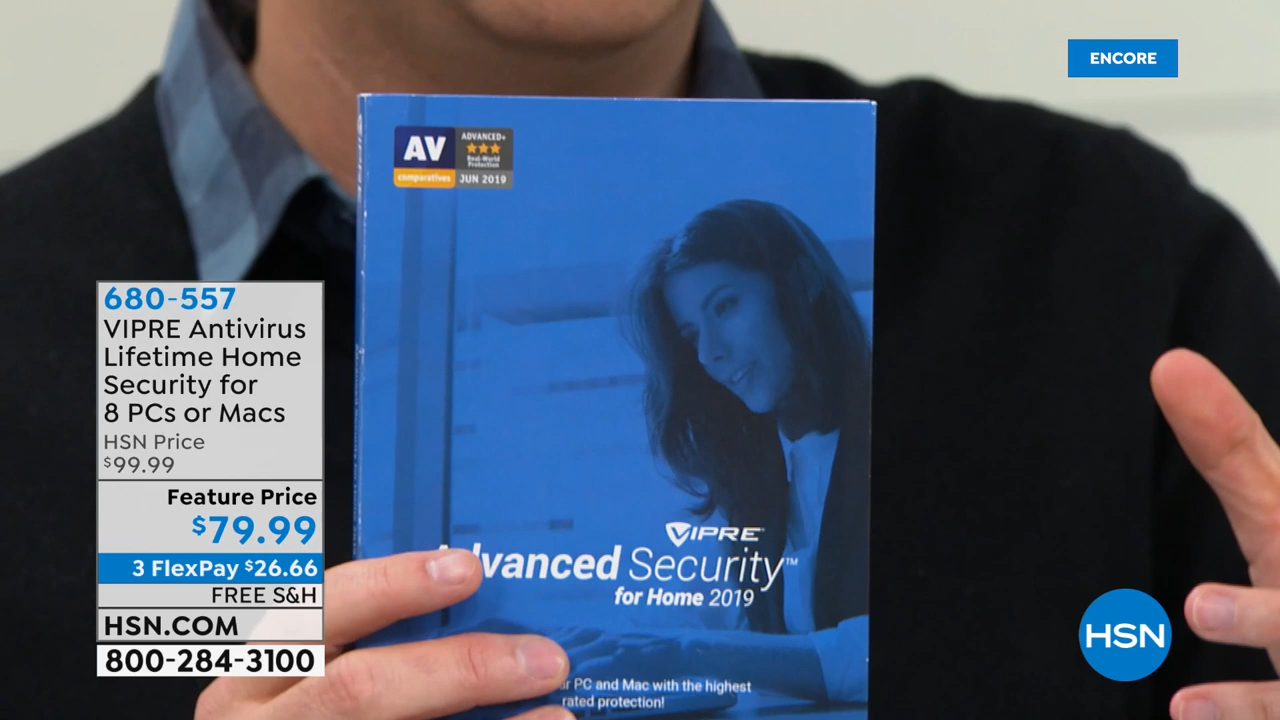 ENCORE
AV
comparatives
ADVANCED+
Real-World
Protection
JUN 2019
680-557
VIPRE Antivirus
Lifetime Home
Security for
8 PCs or Macs
HSN Price
$99.99
Feature Price
$79.99
3 FlexPay $26.66
FREE S&H
HSN.COM
800-284-3100
VIPRE
Advanced Security™
for Home 2019
PC and Mac with the highest
rated protection!
HSN